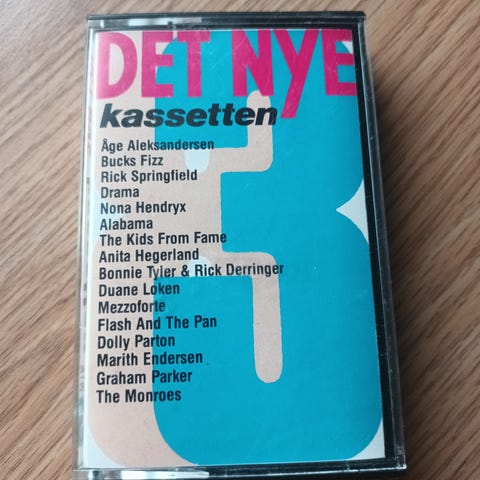 DET NYE
kassetten
Åge Aleksandersen
Bucks Fizz
Rick Springfield
Drama
Nona Hendryx
Alabama
The Kids From Fame
Anita Hegerland
Bonnie Tyler & Rick Derringer
Duane Loken
Mezzoforte
Flash And The Pan
Dolly Parton
Marith Endersen
Graham Parker
The Monroes
3